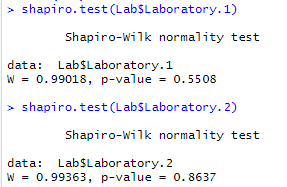 > shapiro.test(Lab$Laboratory.1)
Shapiro-Wilk normality test
data:  Lab$Laboratory.1
W = 0.99018, p-value = 0.5508
> shapiro.test(Lab$Laboratory.2)
Shapiro-Wilk normality test
data:  Lab$Laboratory.2
W = 0.99363, p-value = 0.8637